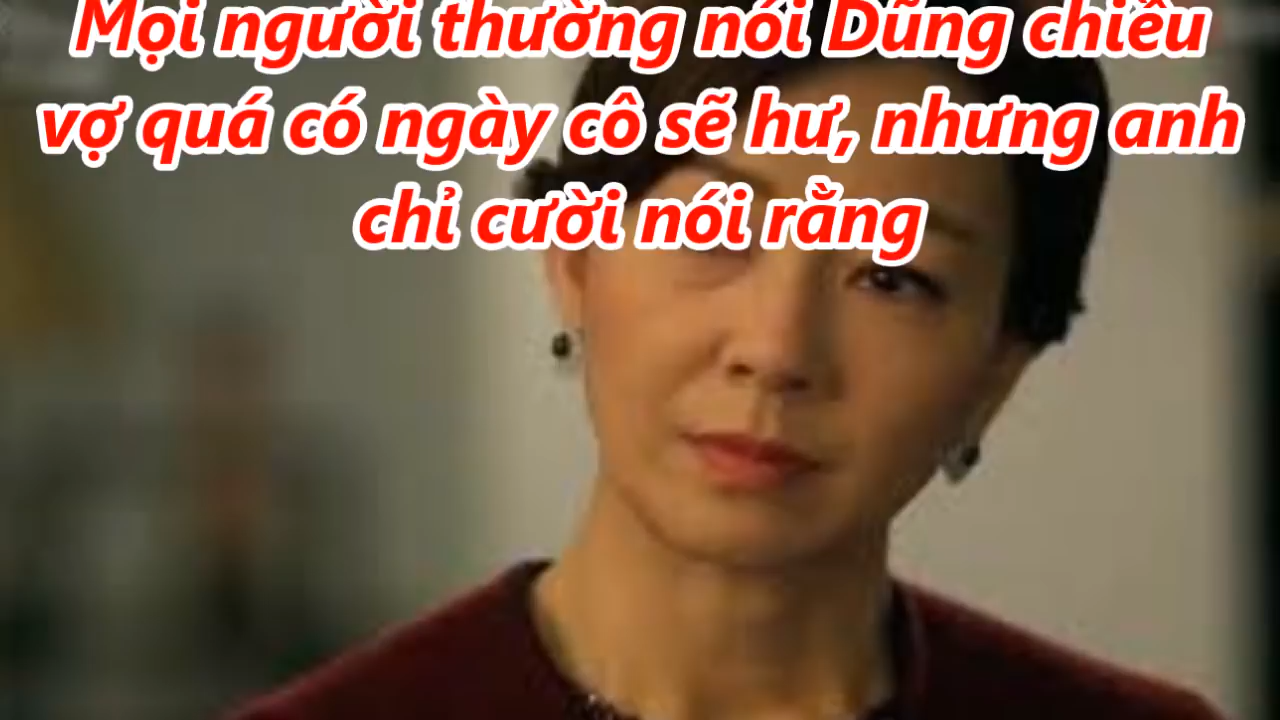 Mọi người thường nói Dũng chiều
vợ quá có ngày cô sẽ hư, nhưng anh
chỉ cười nói rằng